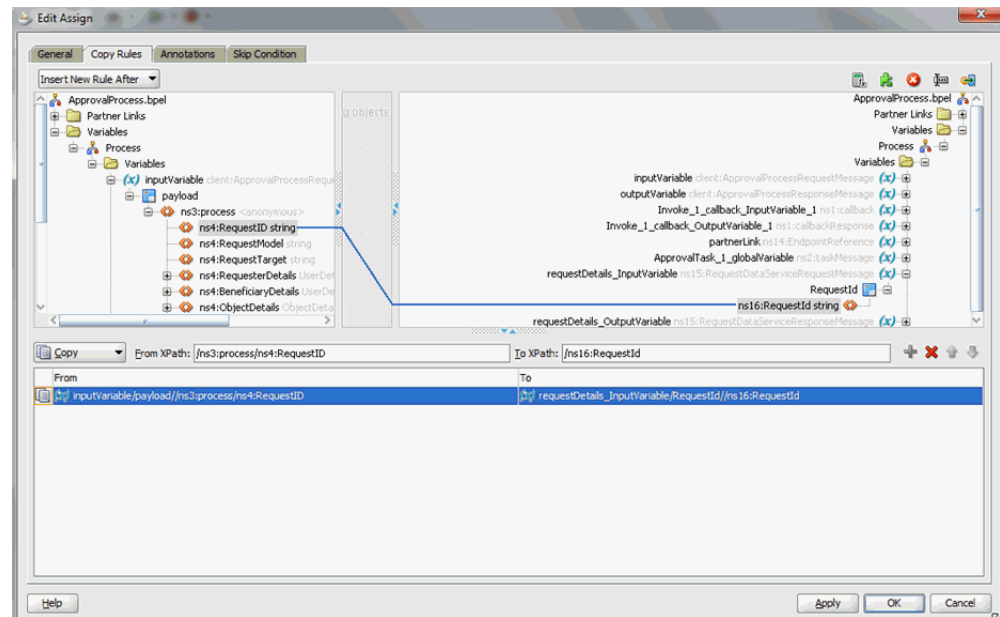 Edit Assign
General Copy Rules Annotations Skip Condition
Insert New Rule After
ApprovalProcess.bpel
Partner Links
Variables
Process
Variables
inputVariable client:ApprovalProcessReque
payload
ns3:process <anonymous>
ns4:RequestID string
ns4:RequestModel string
ns4:RequestTarget string
ns4:RequesterDetails UserDet
ns4:BeneficiaryDetails UserDe
ns4:ObjectDetails ObjectDeta
g objects
ApprovalProcess.bpel
Partner Links
Variables
Process
Variables
inputVariable client:ApprovalProcessRequestMessage (x)
outputVariable client:ApprovalProcessResponseMessage (x)
Invoke_1_callback_InputVariable_1 ns1:callback (x)
Invoke_1_callback_OutputVariable_1 ns1:callbackResponse (x)
partnerLink ns14:EndpointReference (x)
ApprovalTask_1_globalVariable ns2:taskMessage (x)
requestDetails_InputVariable ns15:RequestDataServiceRequestMessage (x)
RequestId
ns16:RequestId string
requestDetails_OutputVariable ns15:RequestDataServiceResponseMessage (x)
Copy From XPath: /ns3:process/ns4:RequestID To XPath: /ns16:RequestId
From To
inputVariable/payload//ns3:process/ns4:RequestID requestDetails_InputVariable/RequestId//ns16:RequestId
Help Apply OK Cancel